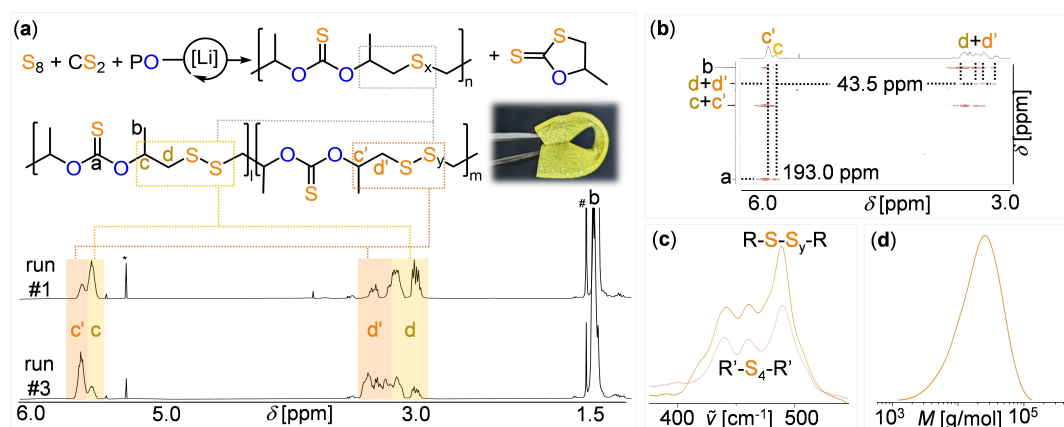 (a)
S8 + CS2 + PO [Li] S O O Sx n + S S O
S a O O b c d S S l O O S c' d' S Sy m
# b
run
#1
*
c' c d' d
run
#3
6.0 5.0 δ [ppm] 3.0 1.5
(b)
c'
c
d+d'
b
d+d'
43.5 ppm
c+c'
a
193.0 ppm
δ [ppm]
6.0 δ [ppm] 3.0
(c)
R-S-Sy-R
R’-S4-R’
400 ṽ [cm-1] 500
(d)
10³ M [g/mol] 10⁵